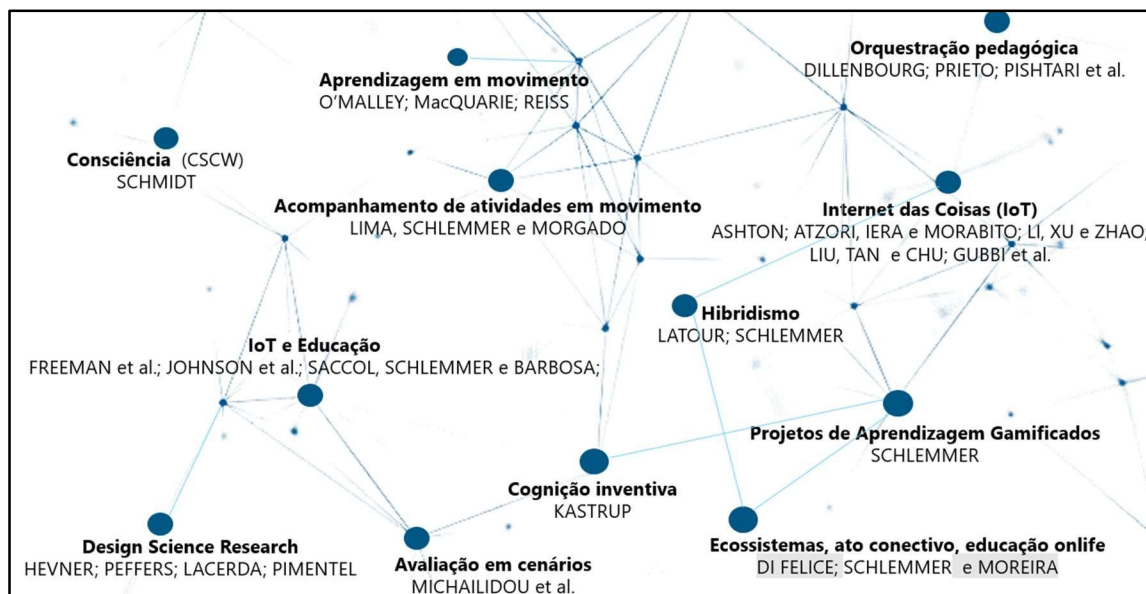 Orquestração pedagógica
DILLENBOURG; PRIETO; PISHTARI et al.
Aprendizagem em movimento
O'MALLEY; MacQUARIE; REISS
Consciência (CSCW)
SCHMIDT
Acompanhamento de atividades em movimento
LIMA, SCHLEMMER e MORGADO
Internet das Coisas (IoT)
ASHTON; ATZORI, IERA e MORABITO; LI, XU e ZHAO,
LIU, TAN e CHU; GUBBI et al.
Hibridismo
LATOUR; SCHLEMMER
IoT e Educação
FREEMAN et al.; JOHNSON et al.; SACCOL, SCHLEMMER e BARBOSA;
Projetos de Aprendizagem Gamificados
SCHLEMMER
Cognição inventiva
KASTRUP
Design Science Research
HEVNER; PEFFERS; LACERDA; PIMENTEL
Avaliação em cenários
MICHAILIDOU et al.
Ecossistemas, ato conectivo, educação onlife
DI FELICE; SCHLEMMER e MOREIRA